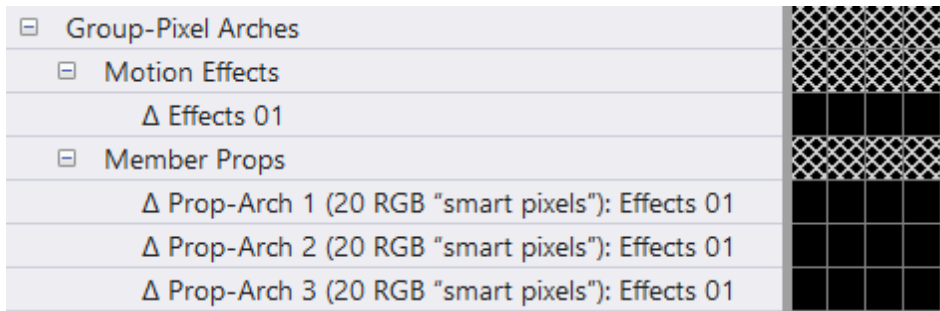 Group-Pixel Arches
Motion Effects
Δ Effects 01
Member Props
Δ Prop-Arch 1 (20 RGB “smart pixels”): Effects 01
Δ Prop-Arch 2 (20 RGB “smart pixels”): Effects 01
Δ Prop-Arch 3 (20 RGB “smart pixels”): Effects 01